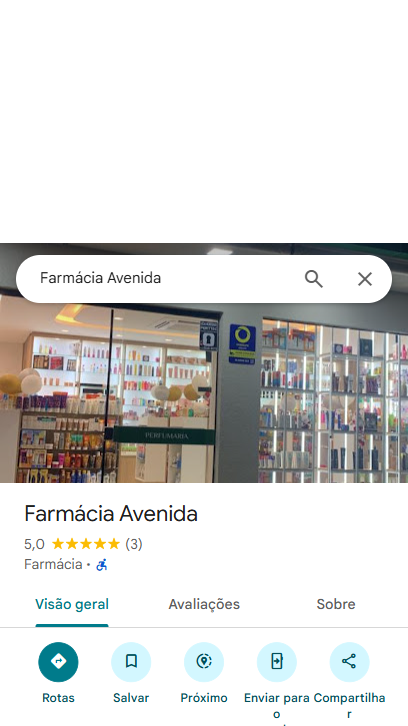 Farmácia Avenida
PERFUMARIA
Farmácia Avenida
5,0 (3)
Farmácia ·
Visão geral Avaliações Sobre
Rotas Salvar Próximo Enviar para o Compartilhar